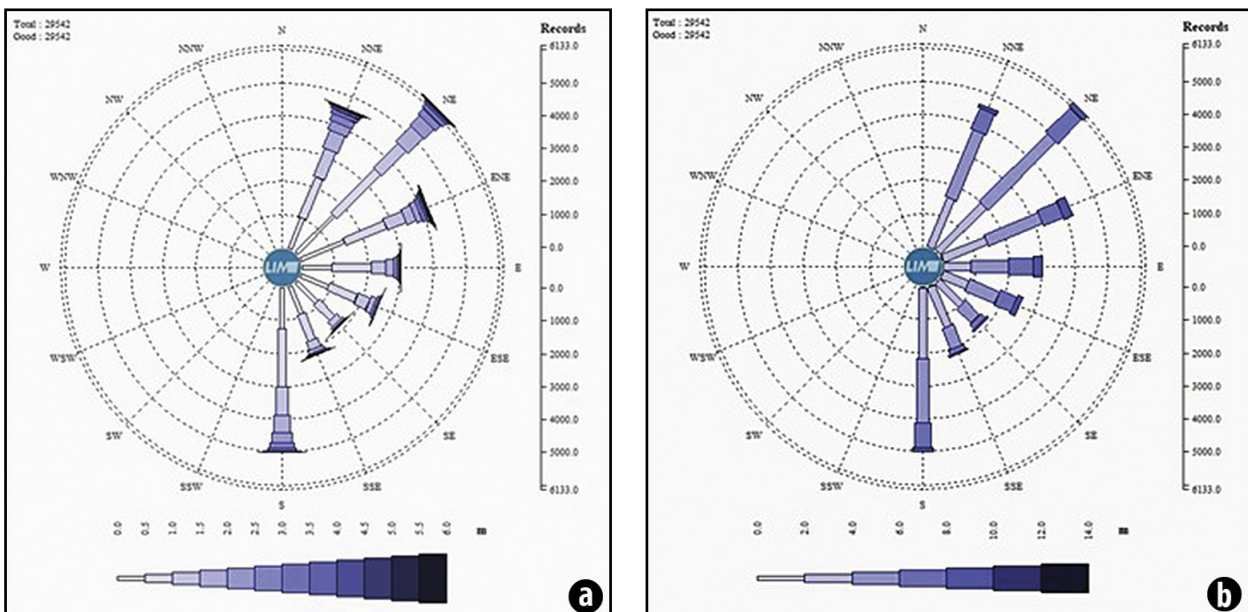 Total : 29542
Good : 29542
Records
N
NNE
NE
ENE
E
ESE
SE
SSE
S
SSW
SW
WSW
W
WNW
NW
NNW
LIM
6133.0
5000.0
4000.0
3000.0
2000.0
1000.0
0.0
0.0
1000.0
2000.0
3000.0
4000.0
5000.0
6133.0
0.0 0.5 1.0 1.5 2.0 2.5 3.0 3.5 4.0 4.5 5.0 5.5 6.0 m
a
Total : 29542
Good : 29542
Records
N
NNE
NE
ENE
E
ESE
SE
SSE
S
SSW
SW
WSW
W
WNW
NW
NNW
LIM
6133.0
5000.0
4000.0
3000.0
2000.0
1000.0
0.0
0.0
1000.0
2000.0
3000.0
4000.0
5000.0
6133.0
0.0 2.0 4.0 6.0 8.0 10.0 12.0 14.0 m
b